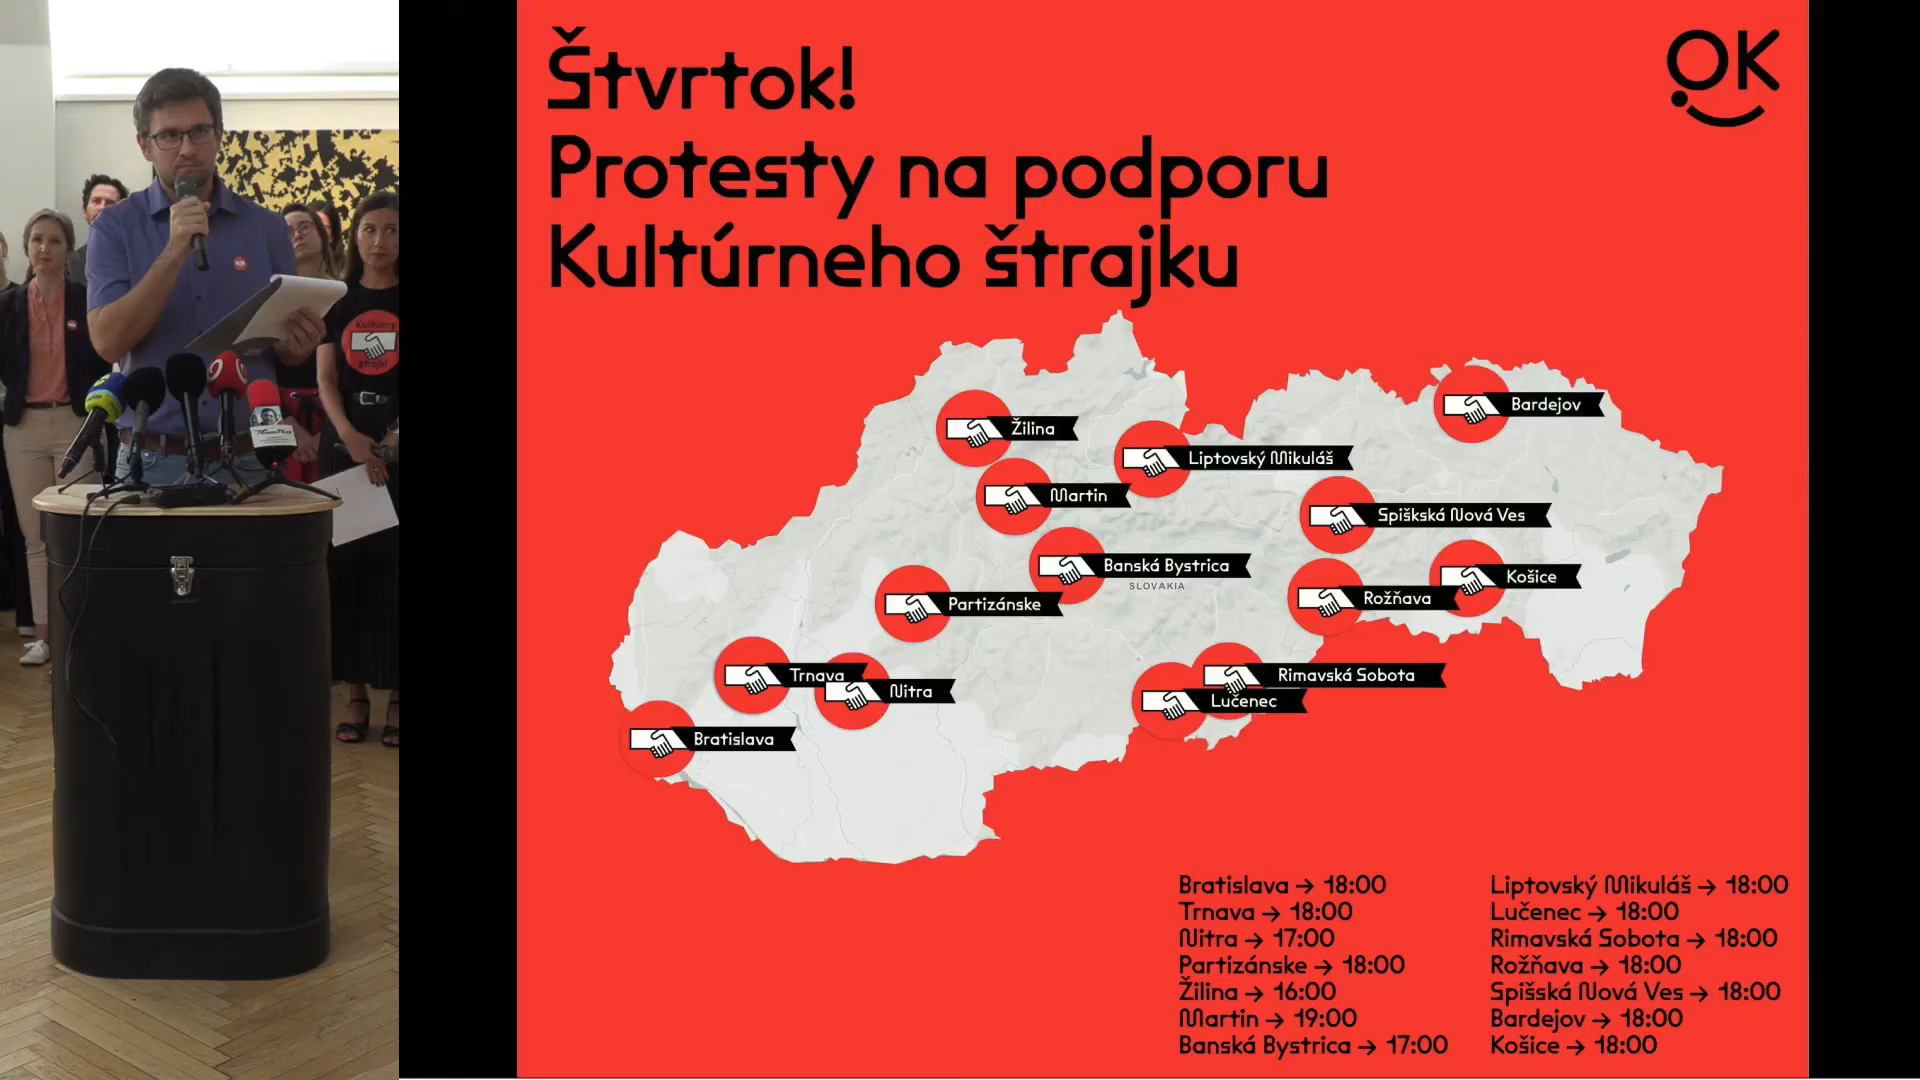 Štvrtok!
Protesty na podporu
Kultúrneho štrajku
OK
Kultúrny
štrajk!
Žilina
Bardejov
Liptovský Mikuláš
Martin
Spiškská Nová Ves
Banská Bystrica
SLOVAKIA
Košice
Partizánske
Rožňava
Trnava
Nitra
Rimavská Sobota
Lučenec
Bratislava
Bratislava → 18:00
Trnava → 18:00
Nitra → 17:00
Partizánske → 18:00
Žilina → 16:00
Martin → 19:00
Banská Bystrica → 17:00
Liptovský Mikuláš → 18:00
Lučenec → 18:00
Rimavská Sobota → 18:00
Rožňava → 18:00
Spišská Nová Ves → 18:00
Bardejov → 18:00
Košice → 18:00